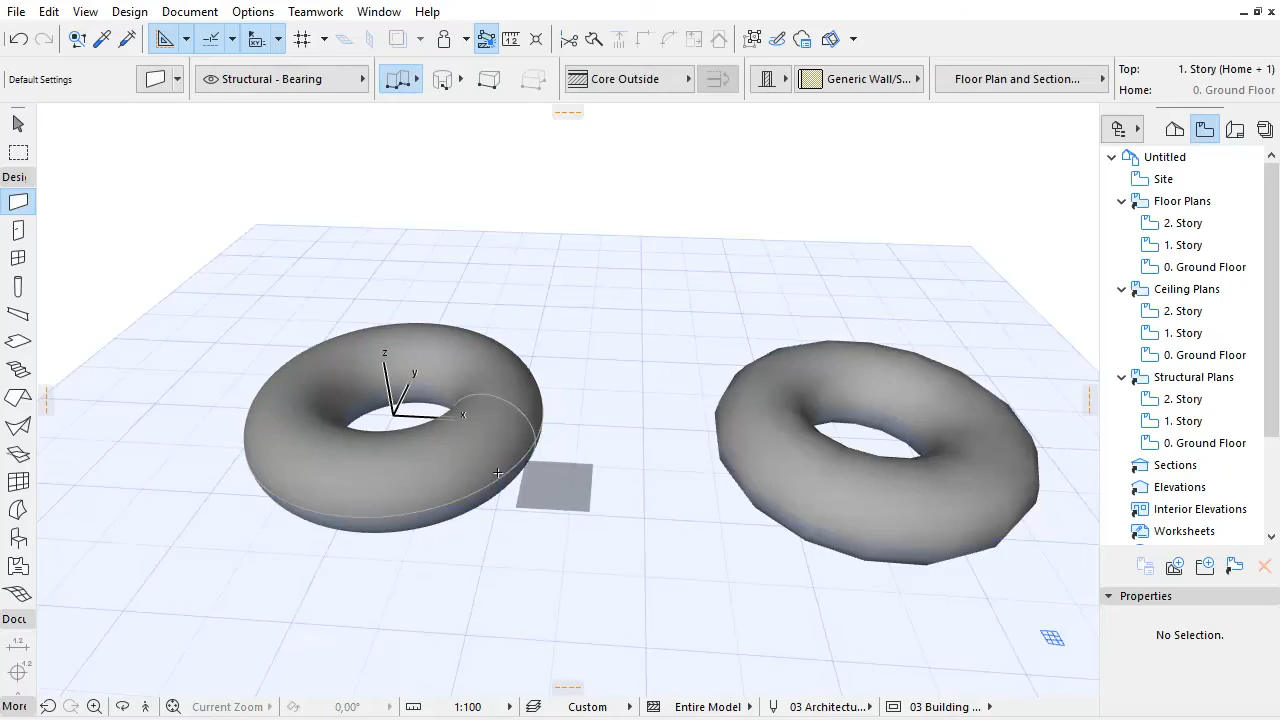 File Edit View Design Document Options Teamwork Window Help
Default Settings
Structural - Bearing
Core Outside
Generic Wall/S...
Floor Plan and Section...
Top: 1. Story (Home + 1)
Home: 0. Ground Floor
Desi
Docu
More
z
y
x
Untitled
Site
Floor Plans
2. Story
1. Story
0. Ground Floor
Ceiling Plans
2. Story
1. Story
0. Ground Floor
Structural Plans
2. Story
1. Story
0. Ground Floor
Sections
Elevations
Interior Elevations
Worksheets
Properties
No Selection.
Current Zoom
0,00°
1:100
Custom
Entire Model
03 Architectu...
03 Building ...